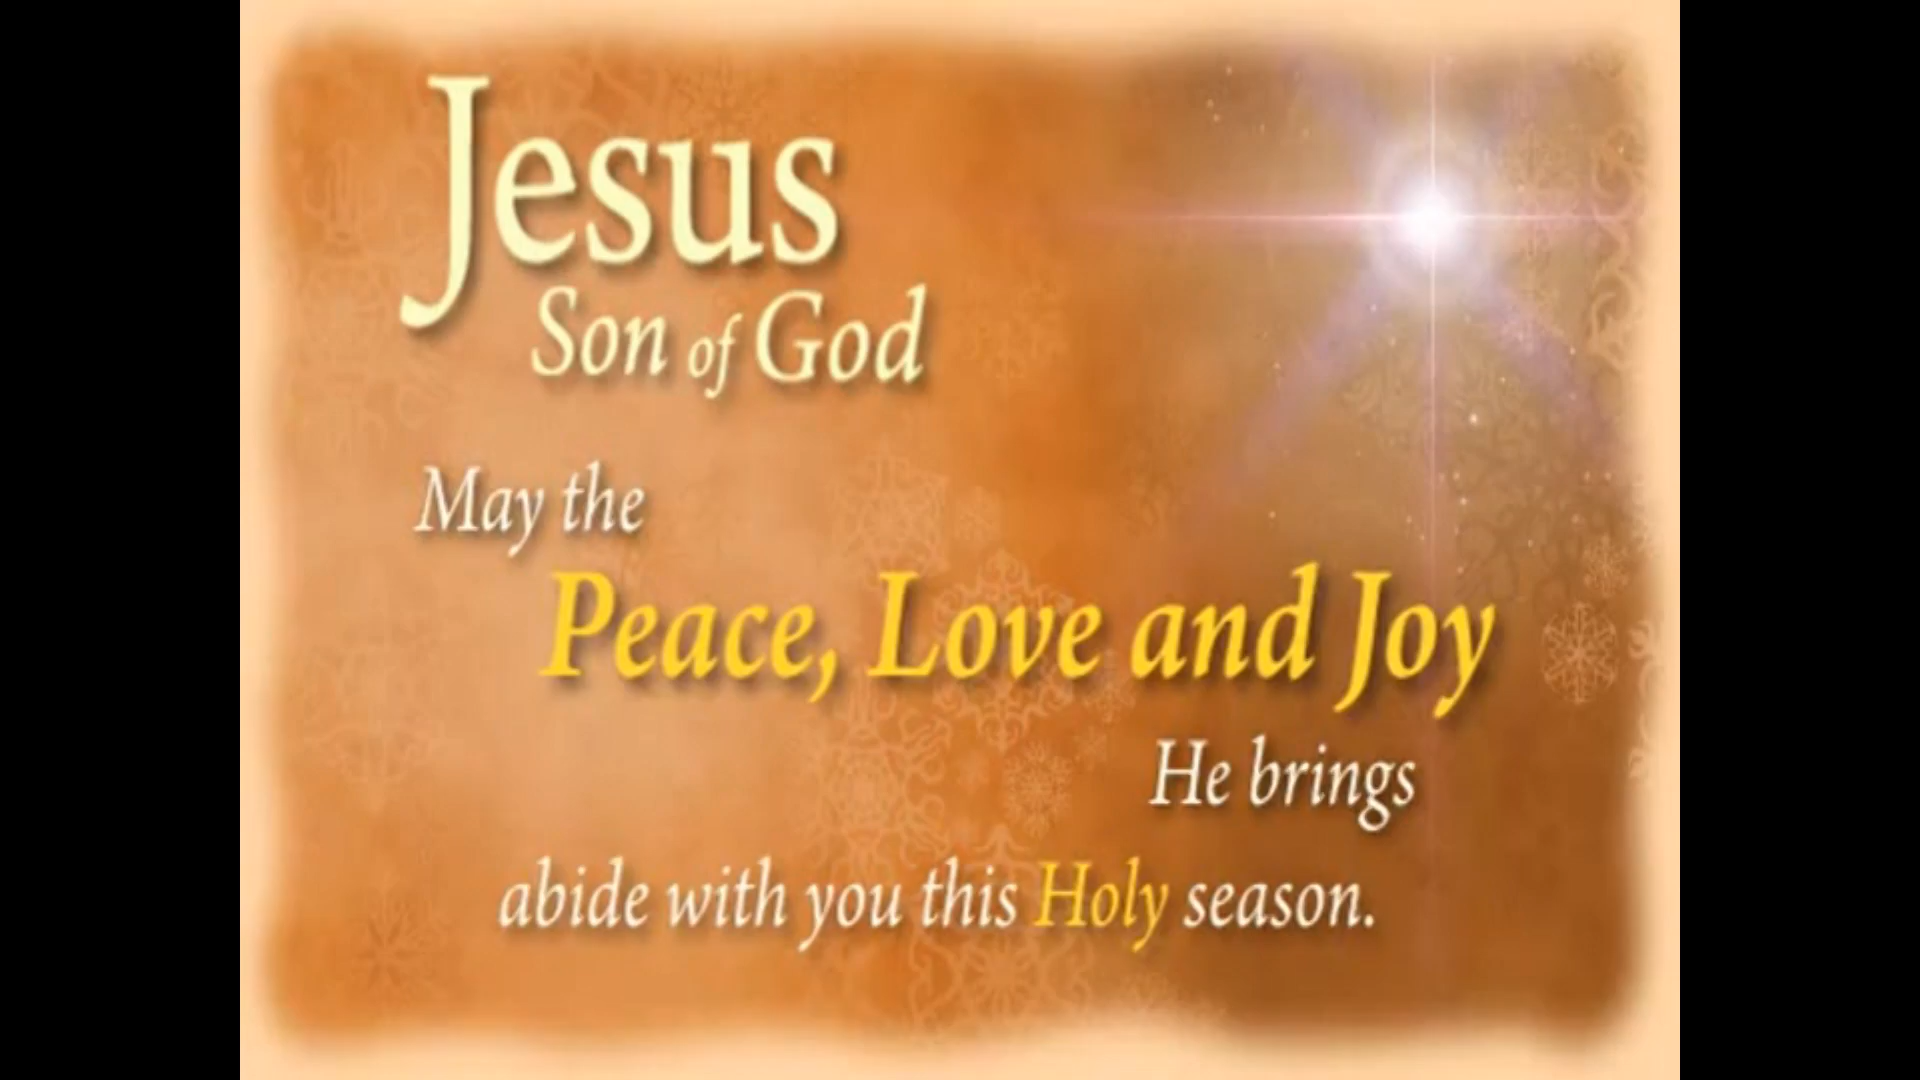 Jesus
Son of God
May the
Peace, Love and Joy
He brings
abide with you this Holy season.